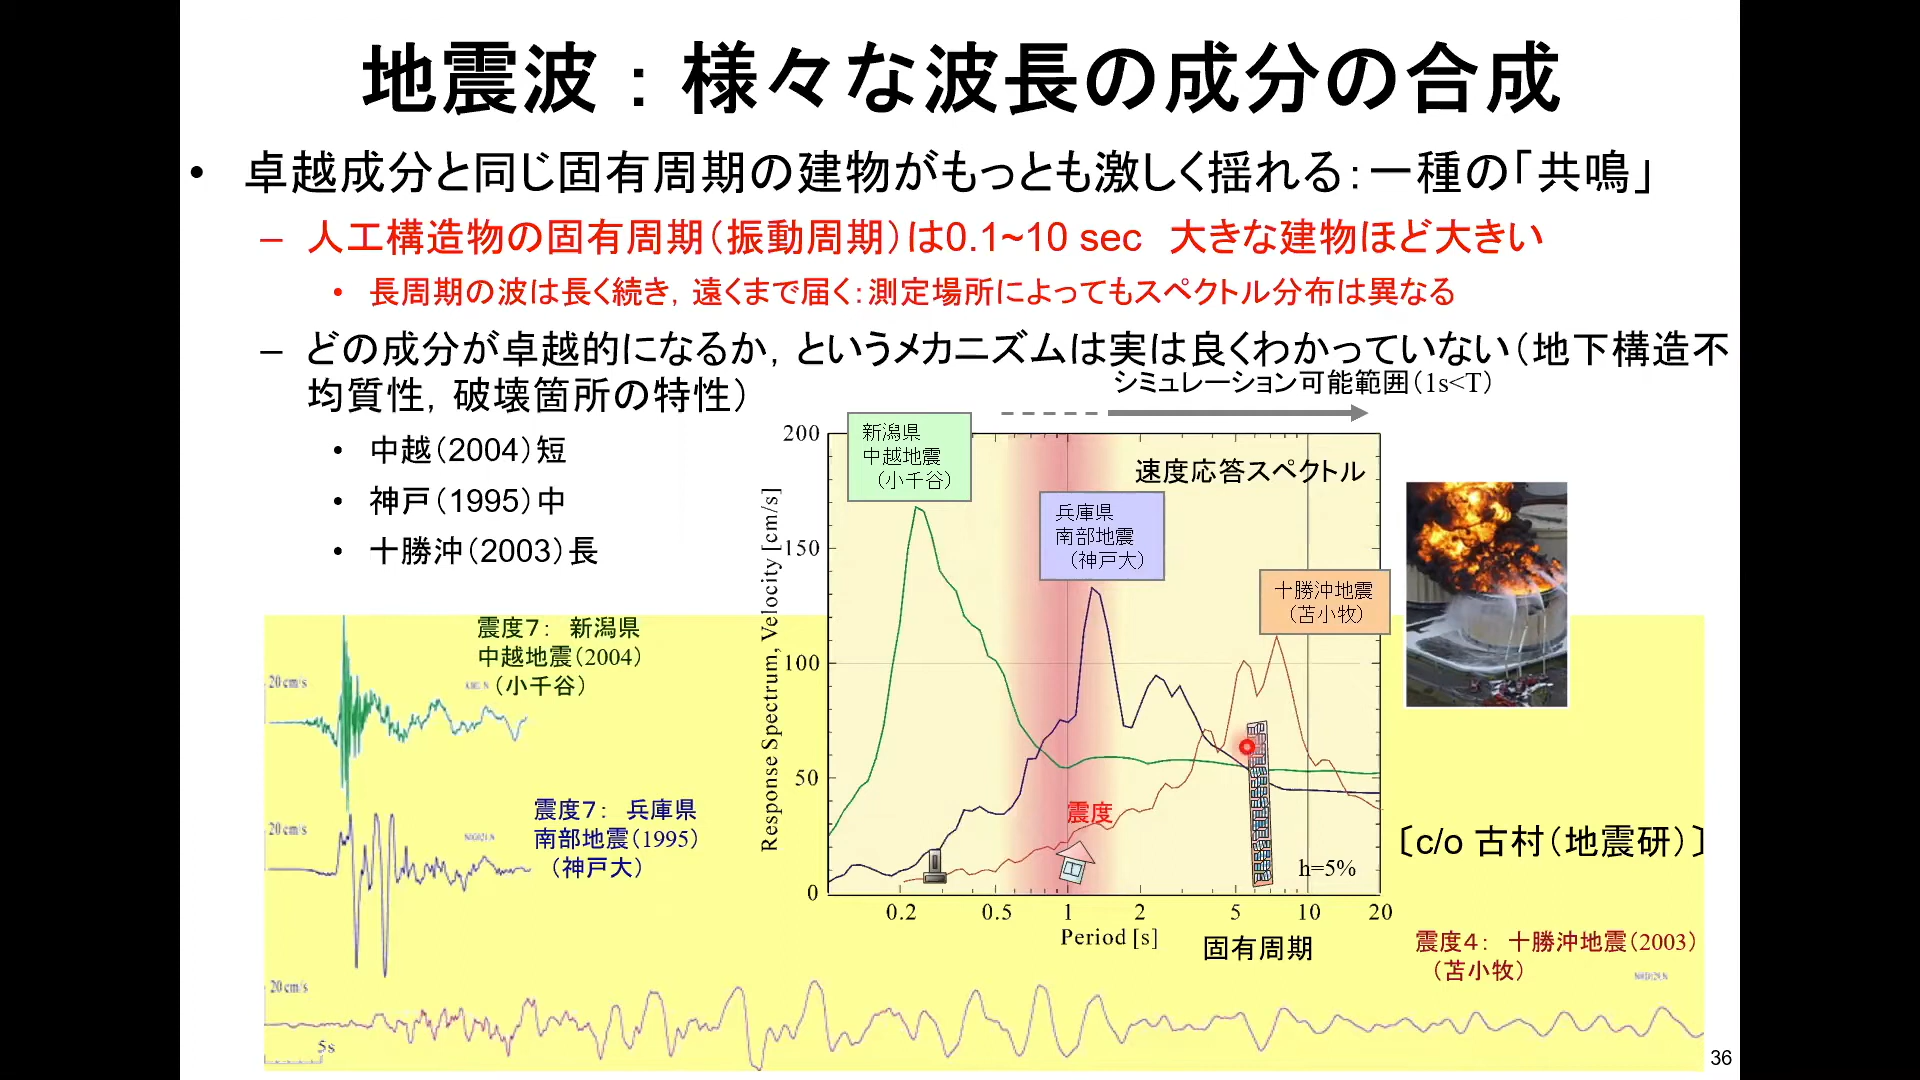 地震波：様々な波長の成分の合成
• 卓越成分と同じ固有周期の建物がもっとも激しく揺れる：一種の「共鳴」
– 人工構造物の固有周期（振動周期）は0.1~10 sec 大きな建物ほど大きい
• 長周期の波は長く続き，遠くまで届く：測定場所によってもスペクトル分布は異なる
– どの成分が卓越的になるか，というメカニズムは実は良くわかっていない（地下構造不
均質性，破壊箇所の特性）
• 中越（2004）短
• 神戸（1995）中
• 十勝沖（2003）長
シミュレーション可能範囲（1s<T）
速度応答スペクトル
新潟県
中越地震
（小千谷）
兵庫県
南部地震
（神戸大）
十勝沖地震
（苫小牧）
震度
h=5%
Response Spectrum, Velocity [cm/s]
200
150
100
50
0
0.2 0.5 1 2 5 10 20
Period [s]
固有周期
震度７： 新潟県
中越地震（2004）
（小千谷）
20 cm/s
震度７： 兵庫県
南部地震（1995）
（神戸大）
20 cm/s
〔c/o 古村（地震研）〕
震度４： 十勝沖地震（2003）
（苫小牧）
20 cm/s
5s
36